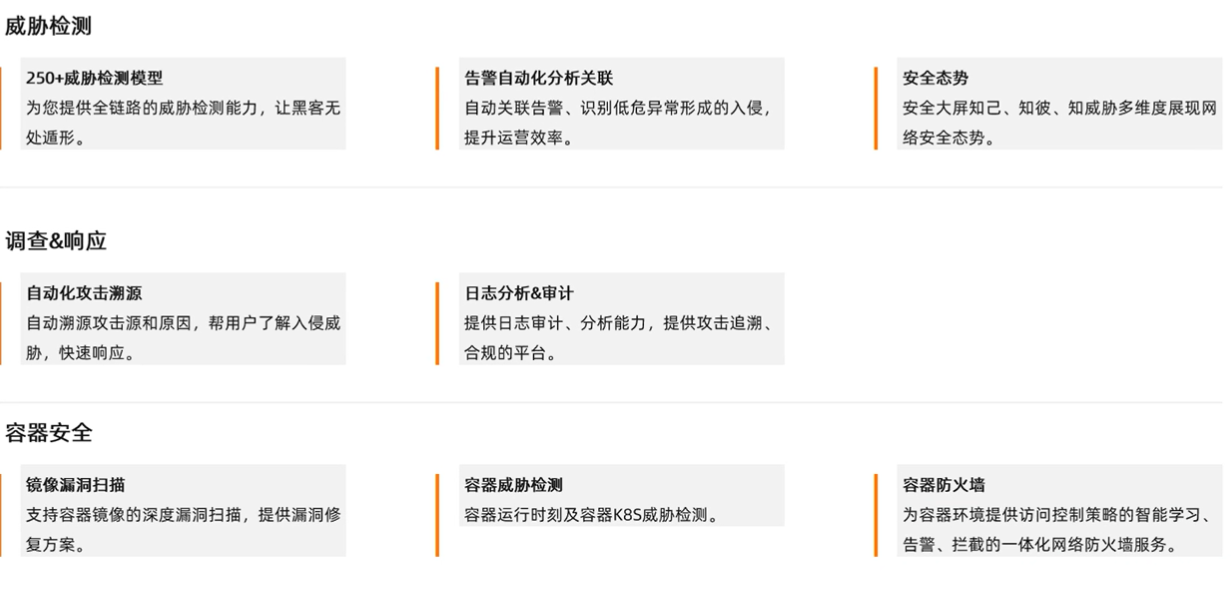 威胁检测
250+威胁检测模型
为您提供全链路的威胁检测能力，让黑客无
处遁形。
告警自动化分析关联
自动关联告警、识别低危异常形成的入侵，
提升运营效率。
安全态势
安全大屏知己、知彼、知威胁多维度展现网
络安全态势。
调查&响应
自动化攻击溯源
自动溯源攻击源和原因，帮用户了解入侵威
胁，快速响应。
日志分析&审计
提供日志审计、分析能力，提供攻击追溯、
合规的平台。
容器安全
镜像漏洞扫描
支持容器镜像的深度漏洞扫描，提供漏洞修
复方案。
容器威胁检测
容器运行时刻及容器K8S威胁检测。
容器防火墙
为容器环境提供访问控制策略的智能学习、
告警、拦截的一体化网络防火墙服务。